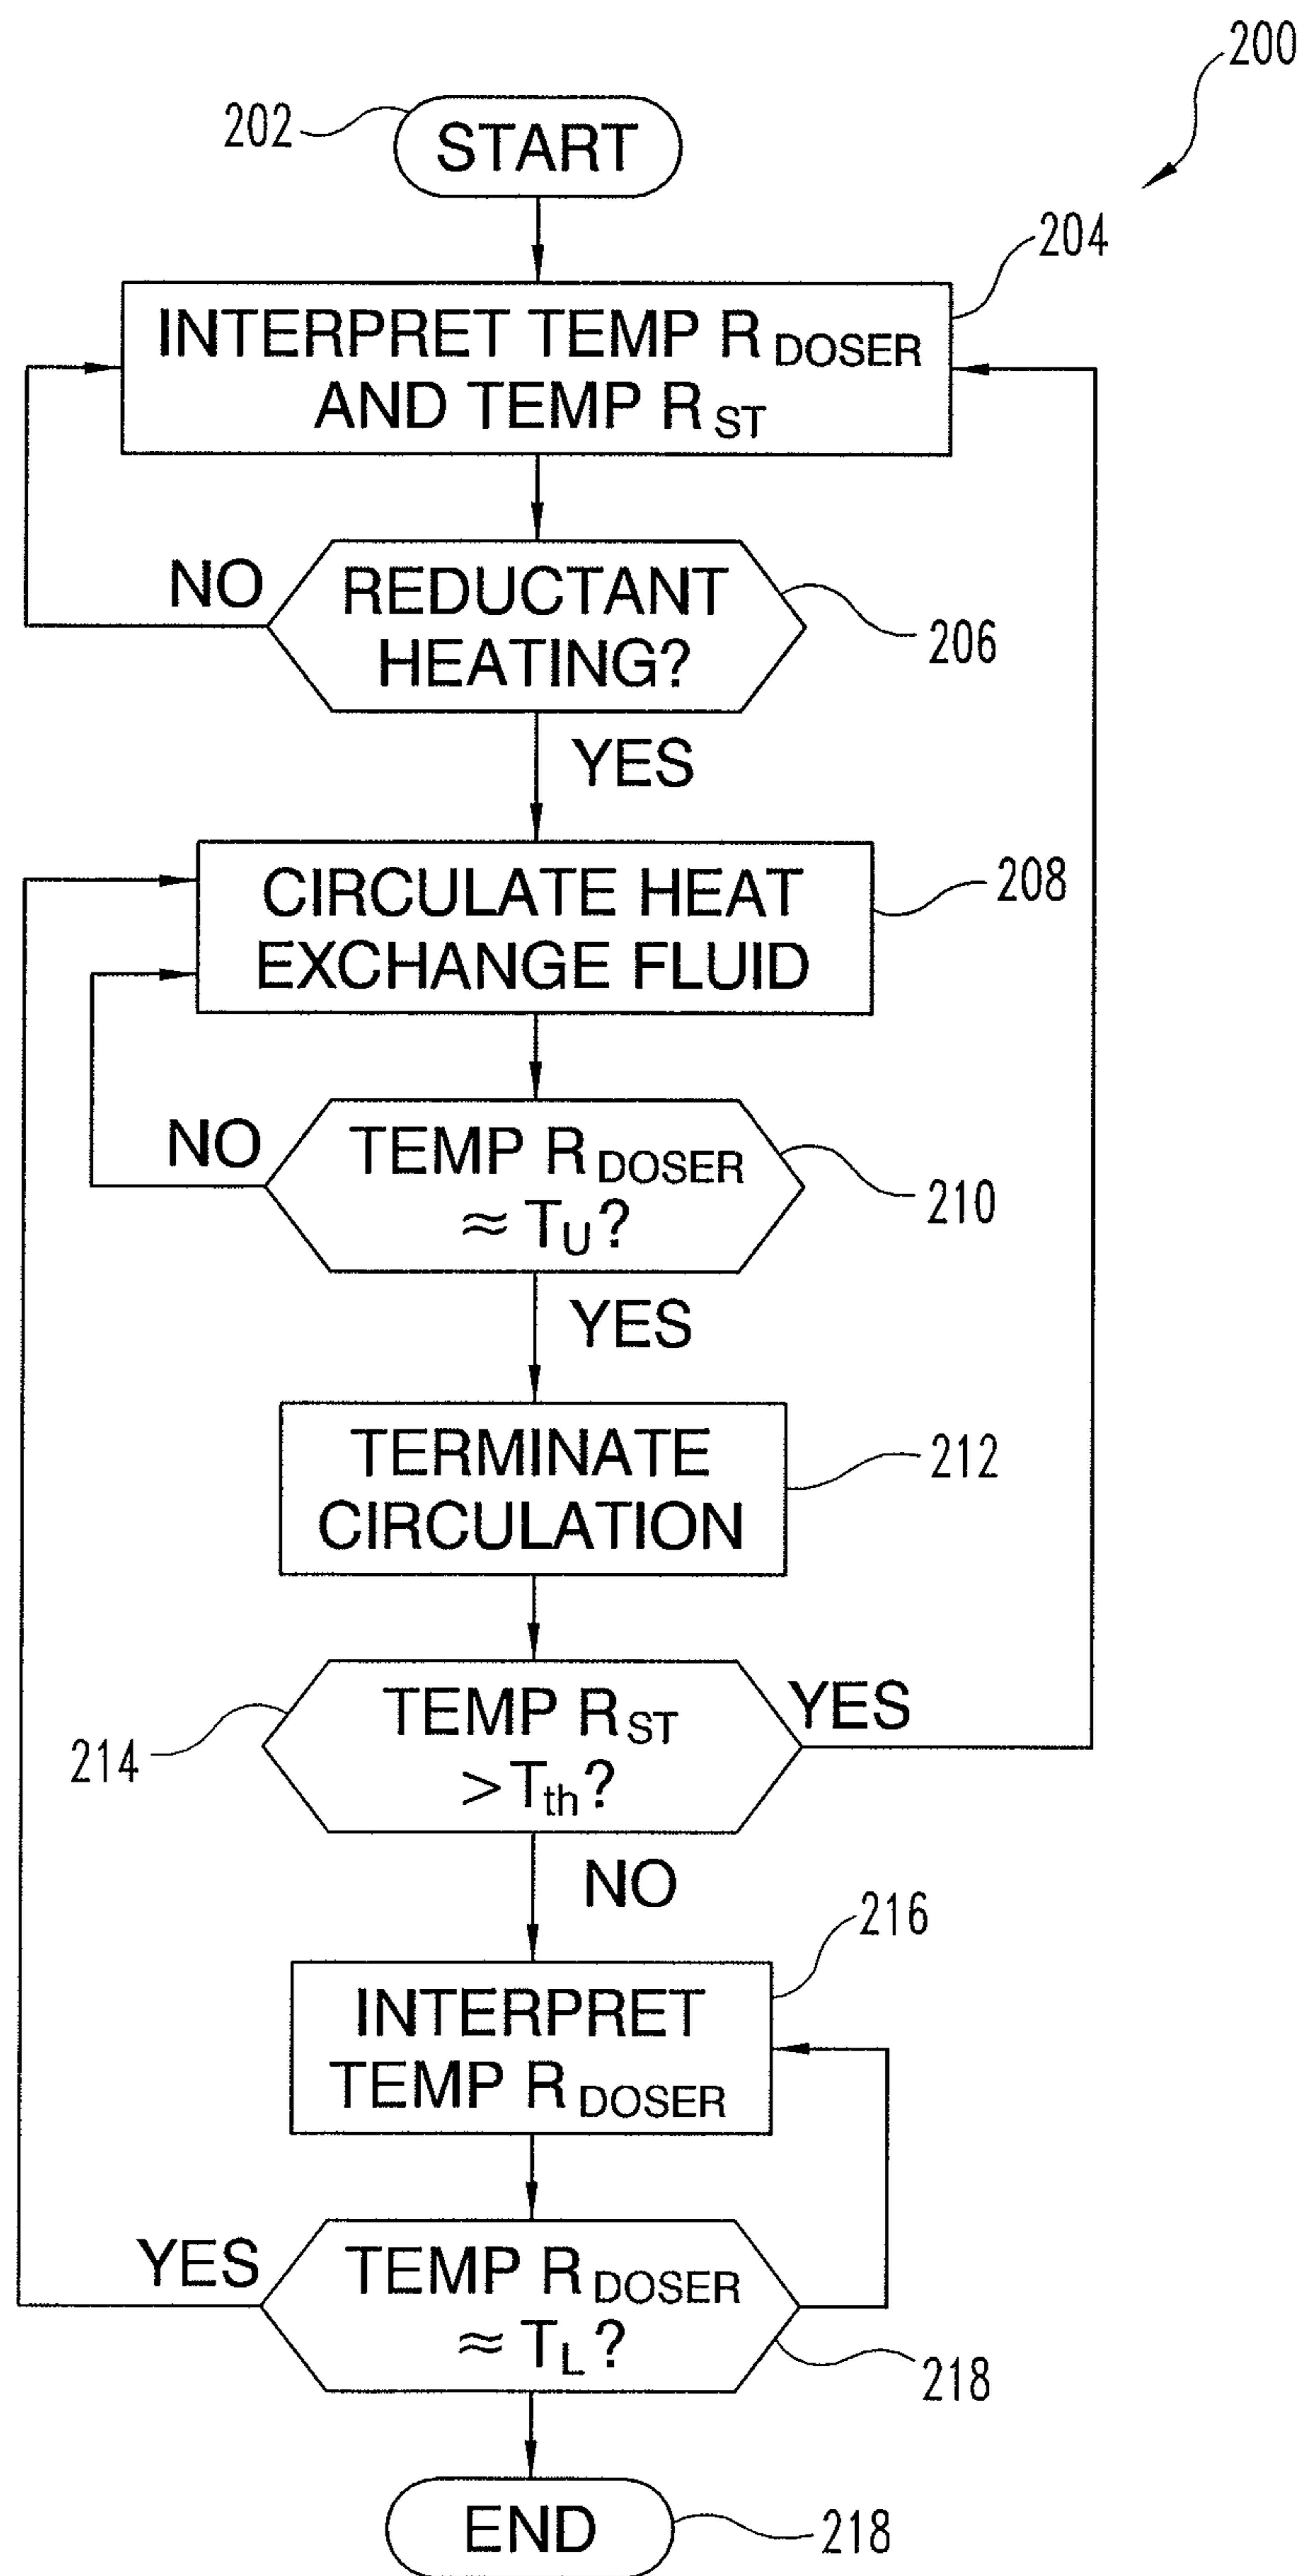 200
202
START
204
INTERPRET TEMP R DOSER
AND TEMP R ST
NO
REDUCTANT
HEATING?
206
YES
CIRCULATE HEAT
EXCHANGE FLUID
208
NO
TEMP R DOSER
≈ TU?
210
YES
TERMINATE
CIRCULATION
212
TEMP RST
> Tth?
YES
214
NO
216
INTERPRET
TEMP R DOSER
YES
TEMP R DOSER
≈ TL?
218
END
218